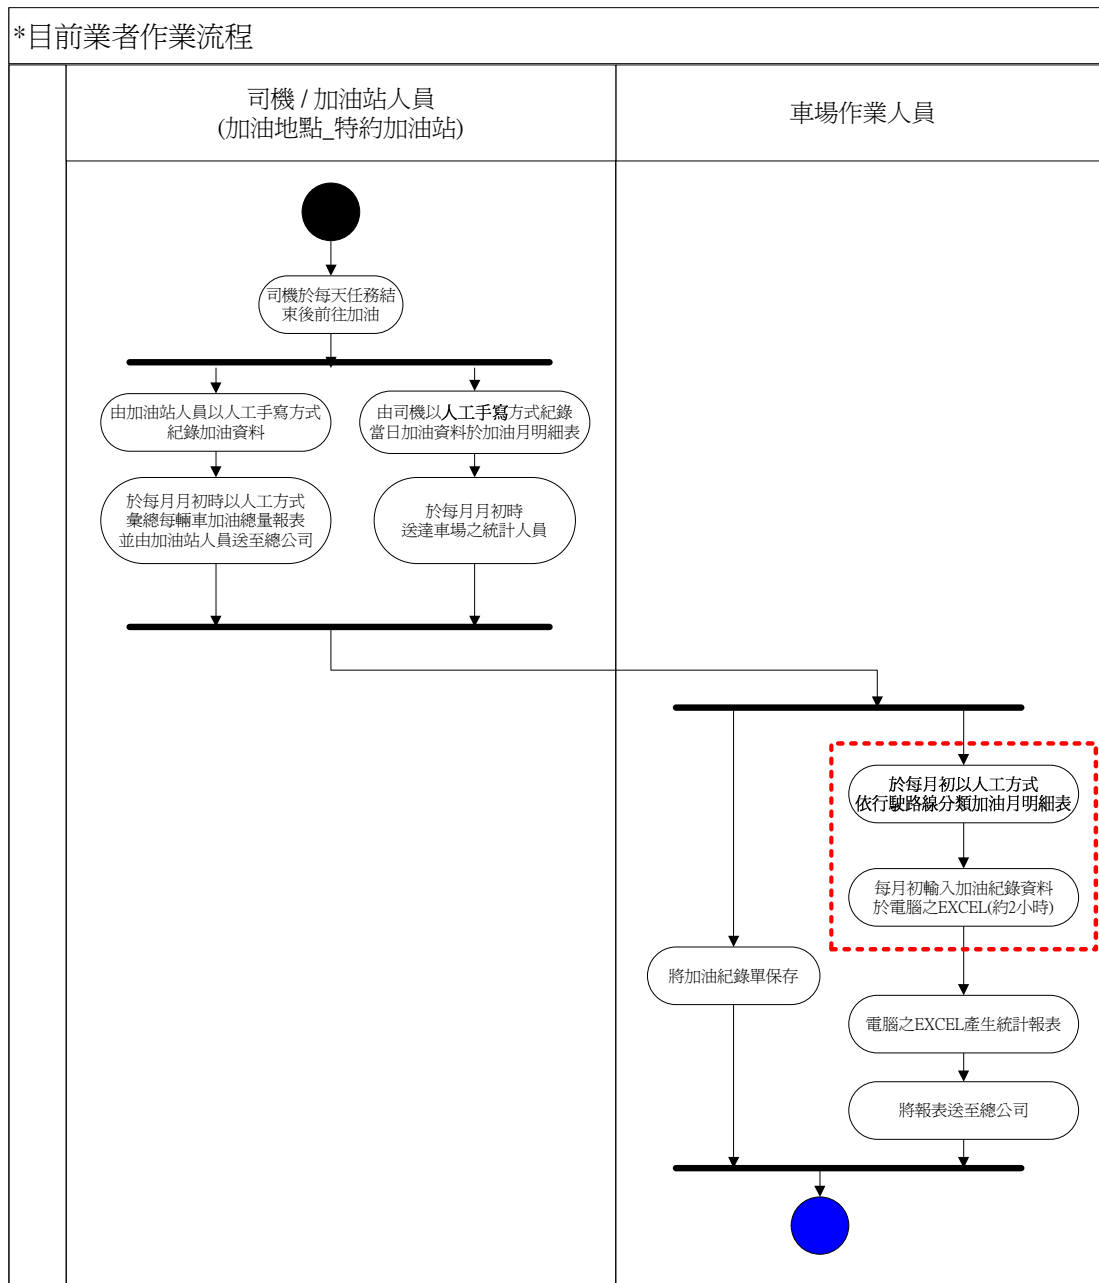 *目前業者作業流程
司機 / 加油站人員
(加油地點_特約加油站)
車場作業人員
司機於每天任務結
束後前往加油
由加油站人員以人工手寫方式
紀錄加油資料
由司機以人工手寫方式紀錄
當日加油資料於加油月明細表
於每月月初時以人工方式
彙總每輛車加油總量報表
並由加油站人員送至總公司
於每月月初時
送達車場之統計人員
於每月初以人工方式
依行駛路線分類加油月明細表
每月初輸入加油紀錄資料
於電腦之EXCEL(約2小時)
將加油紀錄單保存
電腦之EXCEL產生統計報表
將報表送至總公司